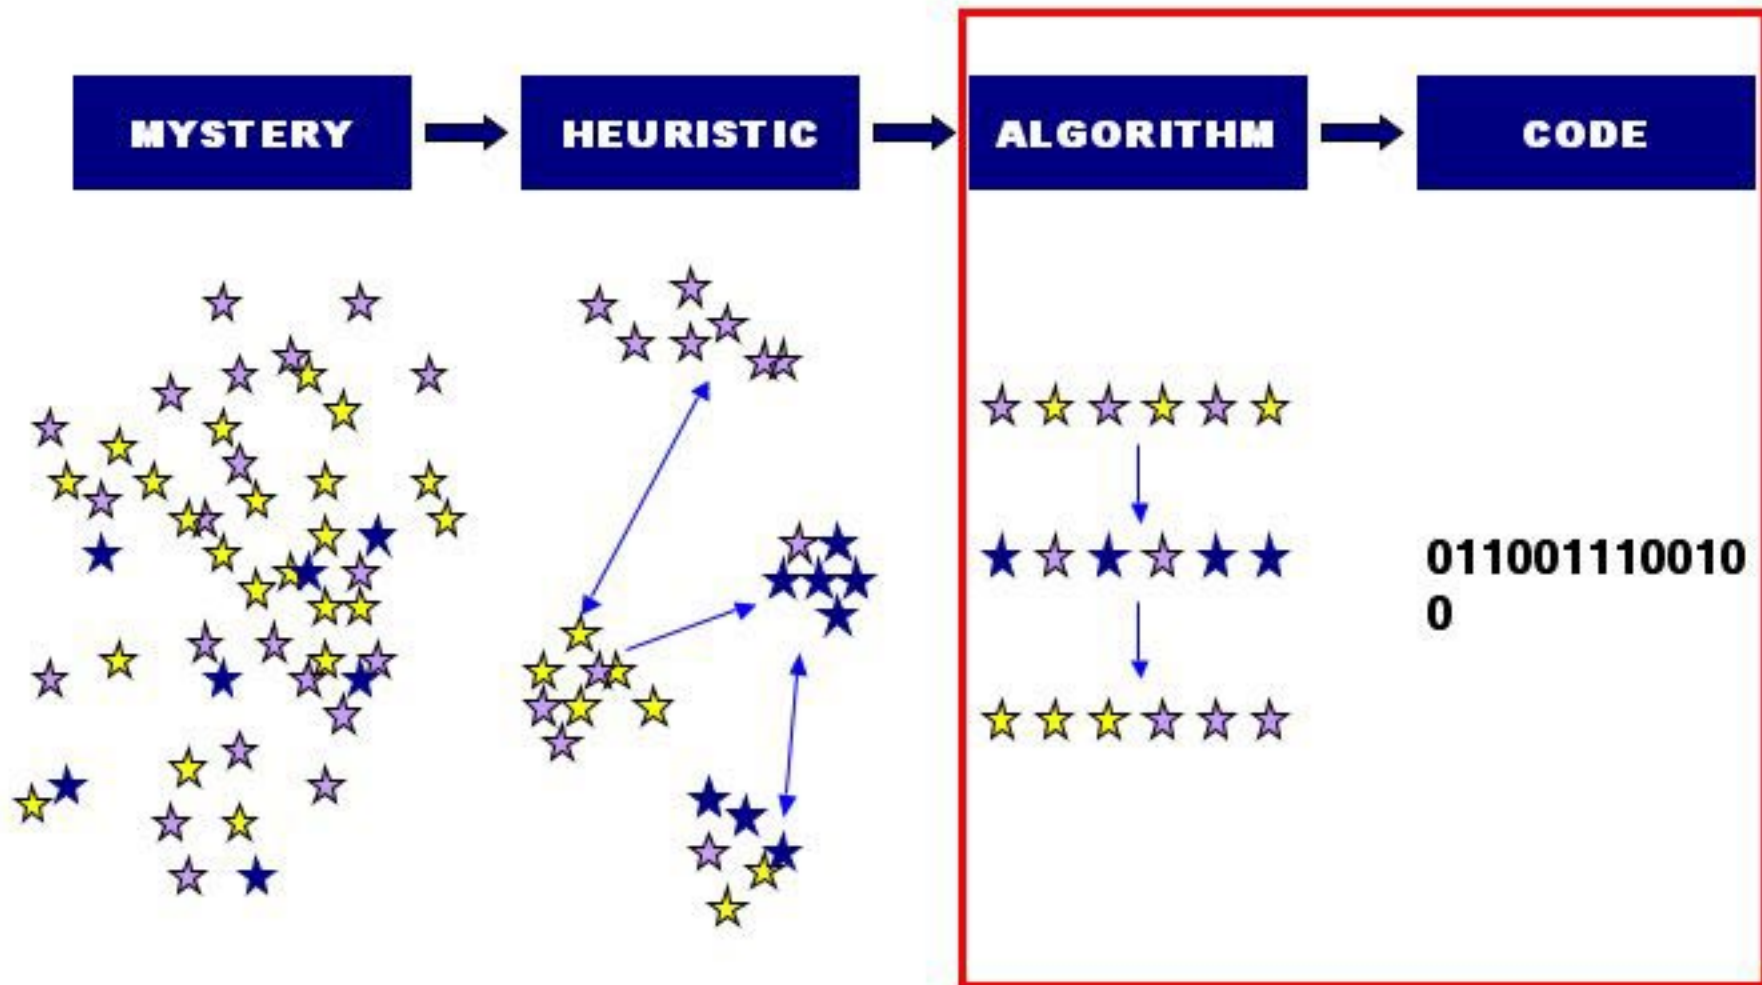 MYSTERY
HEURISTIC
ALGORITHM
CODE
011001110010
0